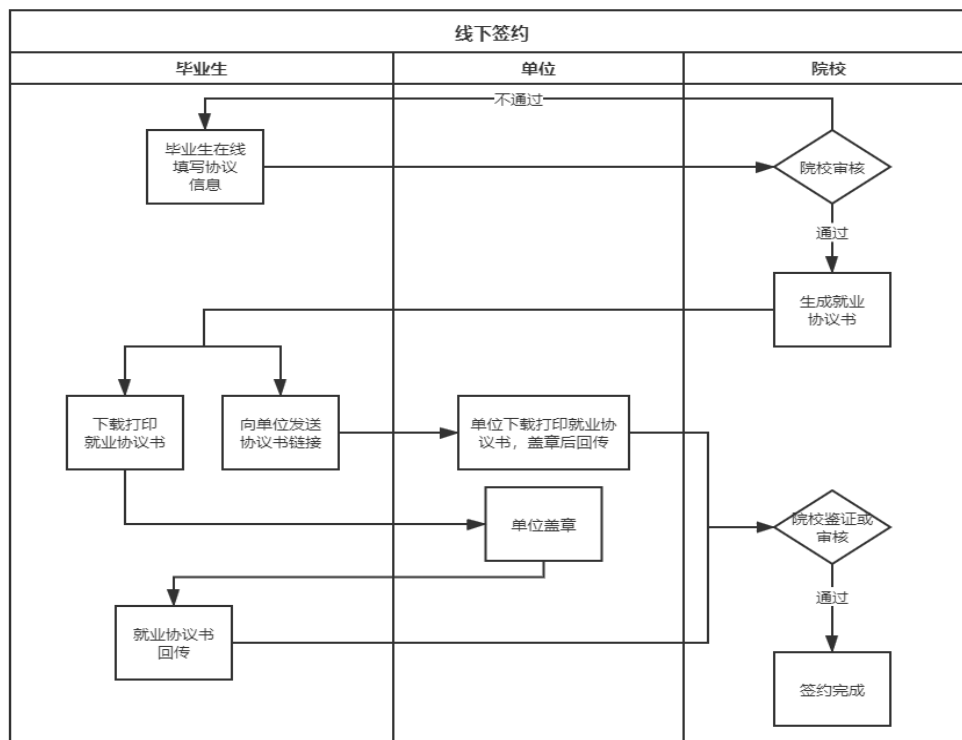 线下签约
毕业生
单位
院校
不通过
毕业生在线
填写协议
信息
院校审核
通过
生成就业
协议书
下载打印
就业协议书
向单位发送
协议书链接
单位下载打印就业协
议书，盖章后回传
单位盖章
院校鉴证或
审核
通过
就业协议书
回传
签约完成